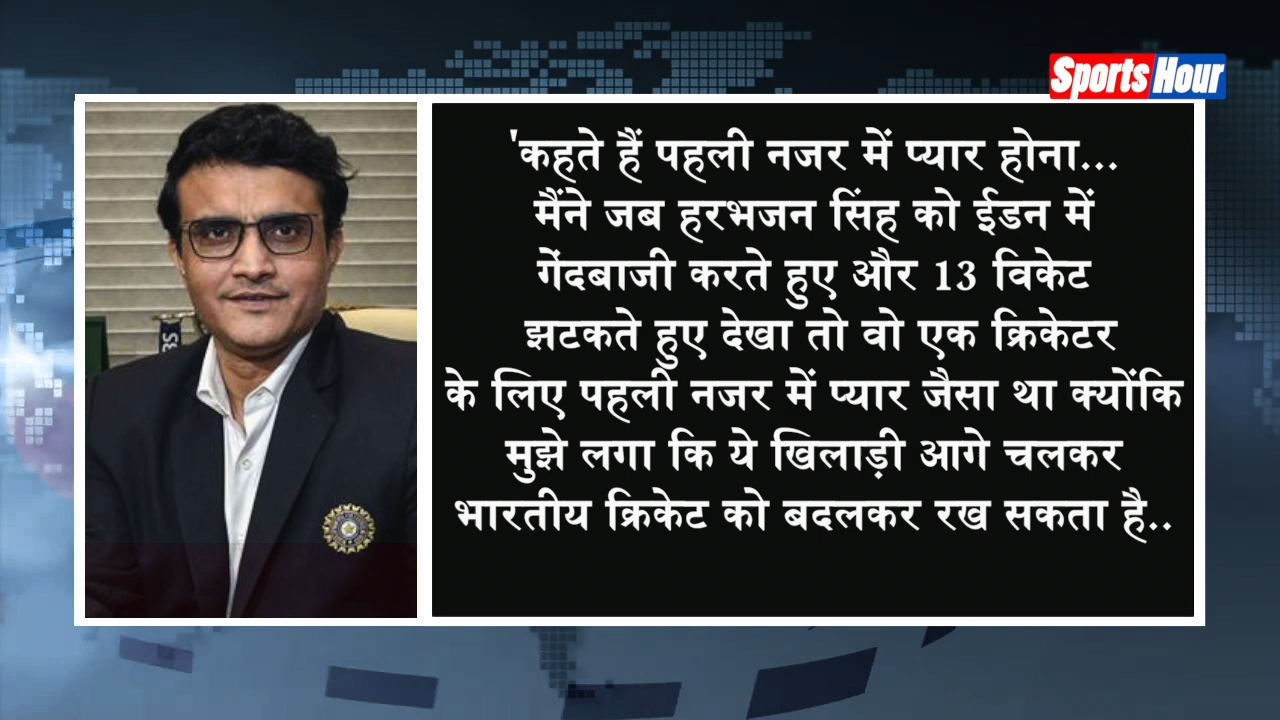 Sports Hour
'कहते हैं पहली नजर में प्यार होना...
मैंने जब हरभजन सिंह को ईडन में
गेंदबाजी करते हुए और 13 विकेट
झटकते हुए देखा तो वो एक क्रिकेटर
के लिए पहली नजर में प्यार जैसा था क्योंकि
मुझे लगा कि ये खिलाड़ी आगे चलकर
भारतीय क्रिकेट को बदलकर रख सकता है..